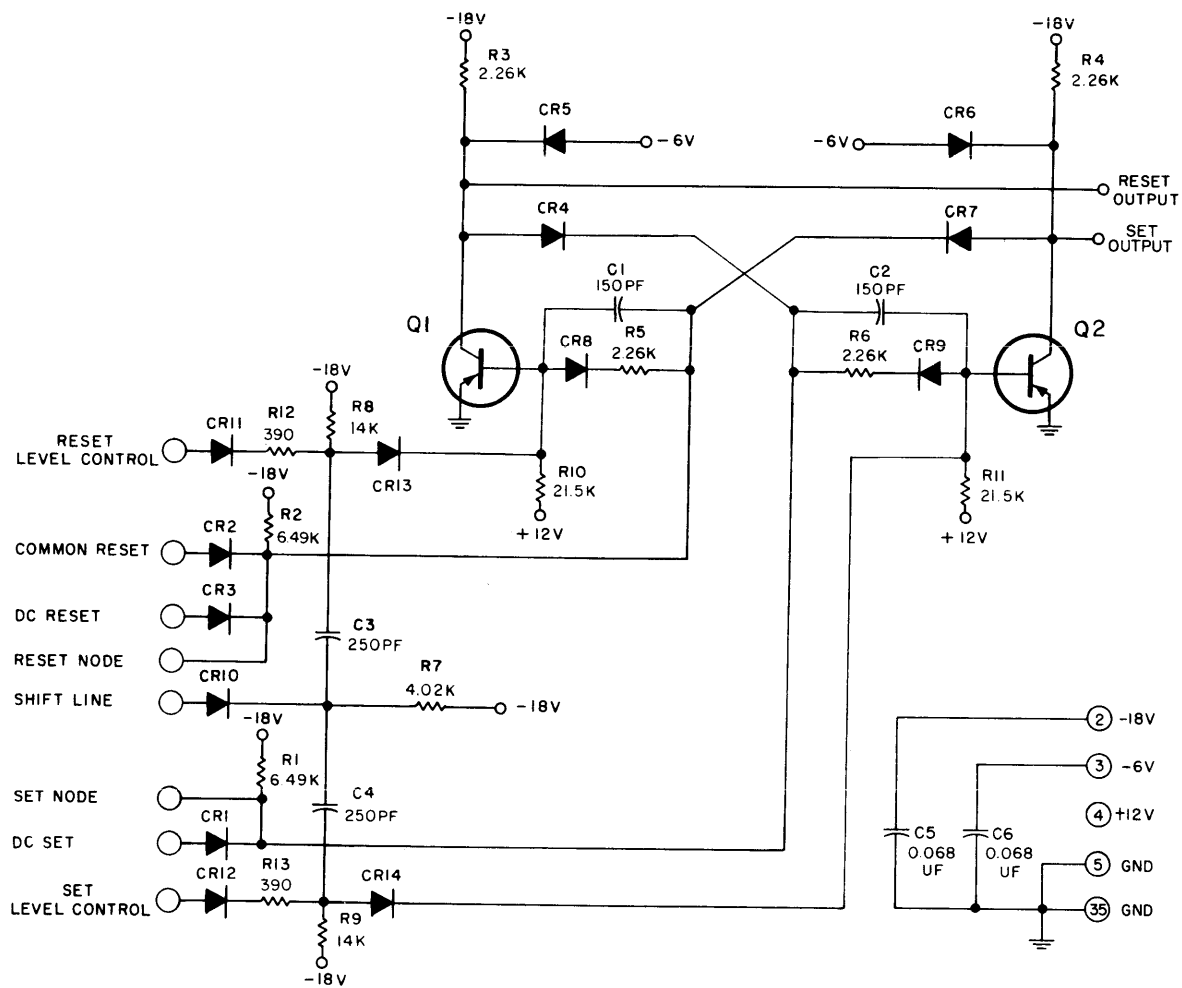 -18V
R3
2.26K
-18V
R4
2.26K
CR5
-6V
CR6
-6V
RESET
OUTPUT
CR4
CR7
SET
OUTPUT
C1
150PF
C2
150PF
Q1
R5
2.26K
CR8
R6
2.26K
CR9
Q2
-18V
R8
14K
CR11
R12
390
RESET
LEVEL CONTROL
CR13
R10
21.5K
+12V
R11
21.5K
+12V
-18V
R2
6.49K
CR2
COMMON RESET
CR3
DC RESET
RESET NODE
C3
250PF
CR10
SHIFT LINE
R7
4.02K
-18V
-18V
R1
6.49K
SET NODE
C4
250PF
CR1
DC SET
CR12
R13
390
SET
LEVEL CONTROL
CR14
R9
14K
-18V
2 -18V
3 -6V
4 +12V
C5
0.068
UF
C6
0.068
UF
5 GND
35 GND